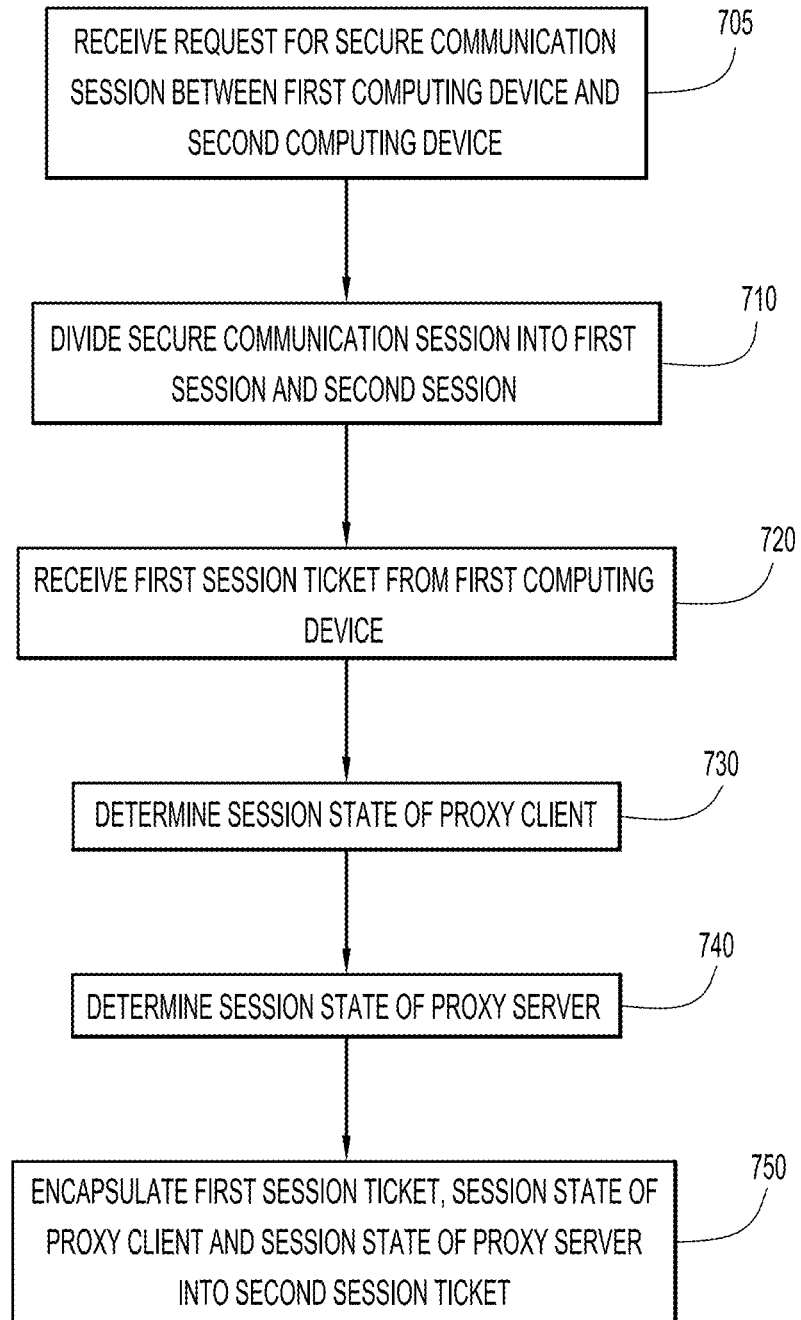 705
RECEIVE REQUEST FOR SECURE COMMUNICATION
SESSION BETWEEN FIRST COMPUTING DEVICE AND
SECOND COMPUTING DEVICE
710
DIVIDE SECURE COMMUNICATION SESSION INTO FIRST
SESSION AND SECOND SESSION
720
RECEIVE FIRST SESSION TICKET FROM FIRST COMPUTING
DEVICE
730
DETERMINE SESSION STATE OF PROXY CLIENT
740
DETERMINE SESSION STATE OF PROXY SERVER
750
ENCAPSULATE FIRST SESSION TICKET, SESSION STATE OF
PROXY CLIENT AND SESSION STATE OF PROXY SERVER
INTO SECOND SESSION TICKET